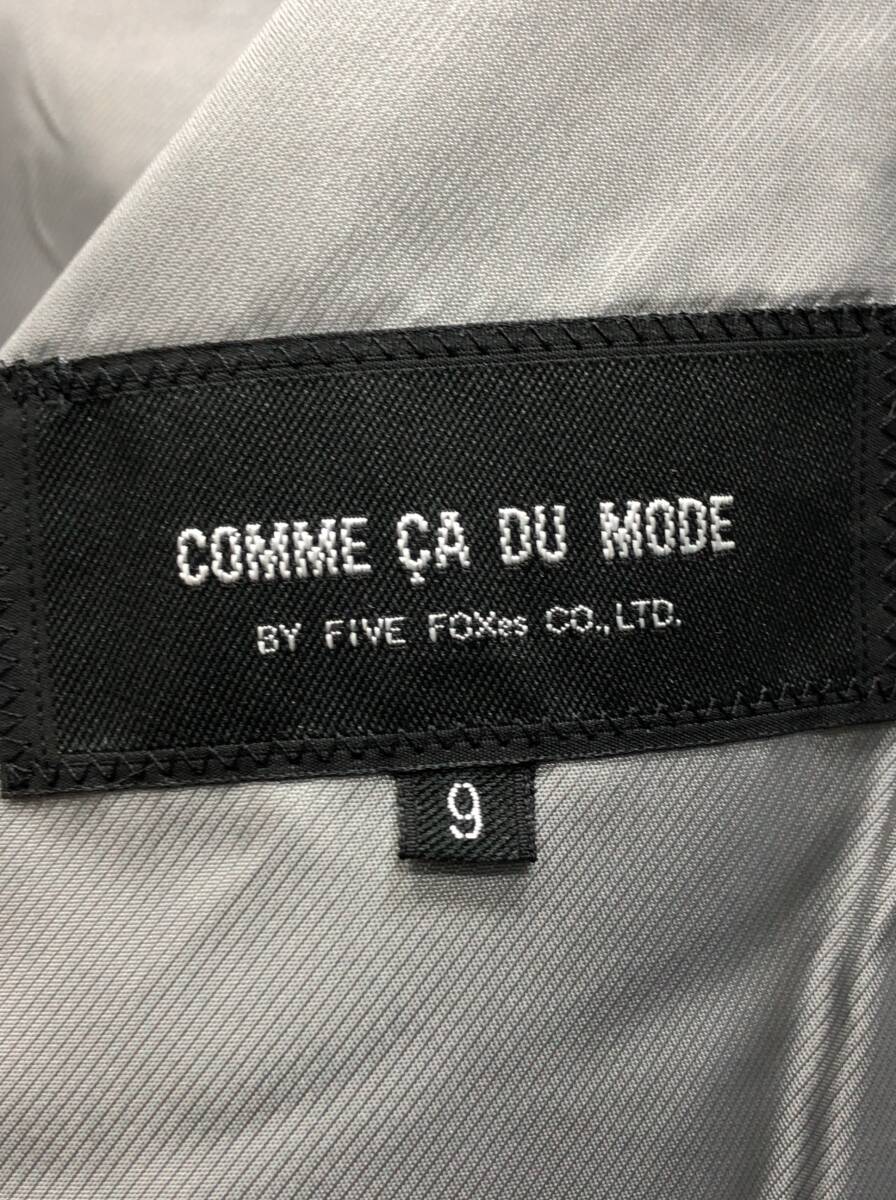 COMME ÇA DU MODE
BY FIVE FOXes CO.,LTD.
9